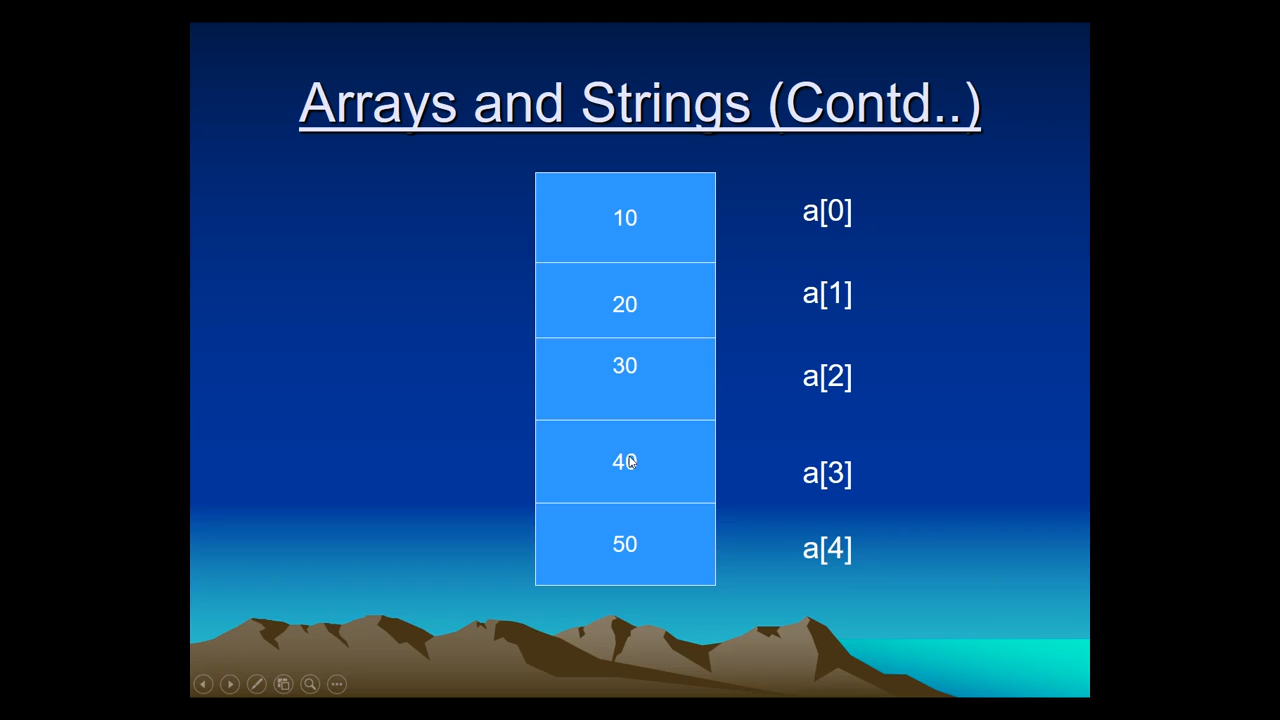 Arrays and Strings (Contd..)
10 a[0]
20 a[1]
30 a[2]
40 a[3]
50 a[4]